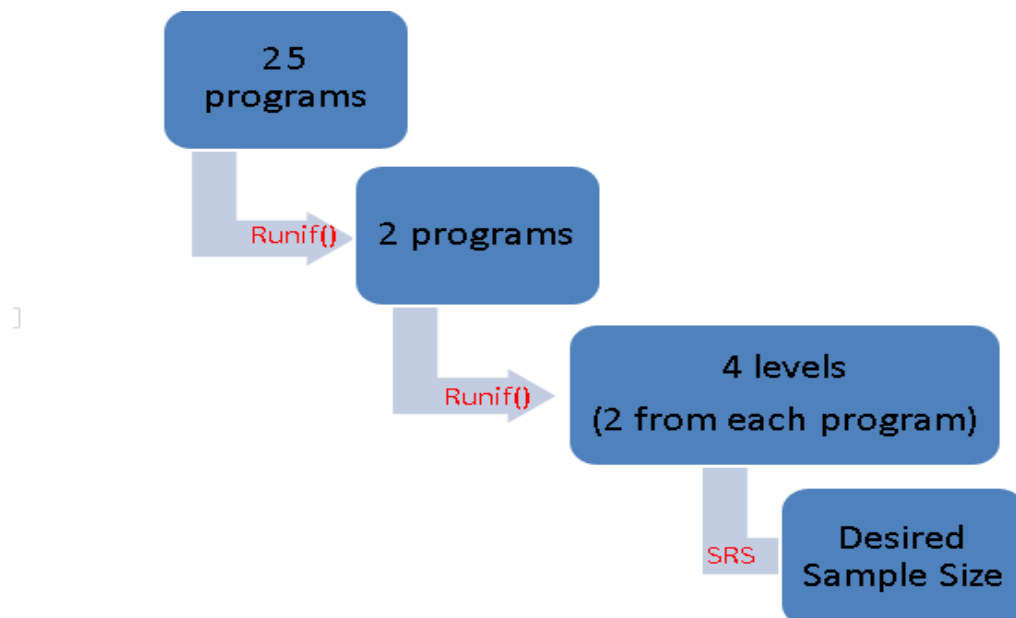 25
programs
Runif()
2 programs
Runif()
4 levels
(2 from each program)
SRS
Desired
Sample Size